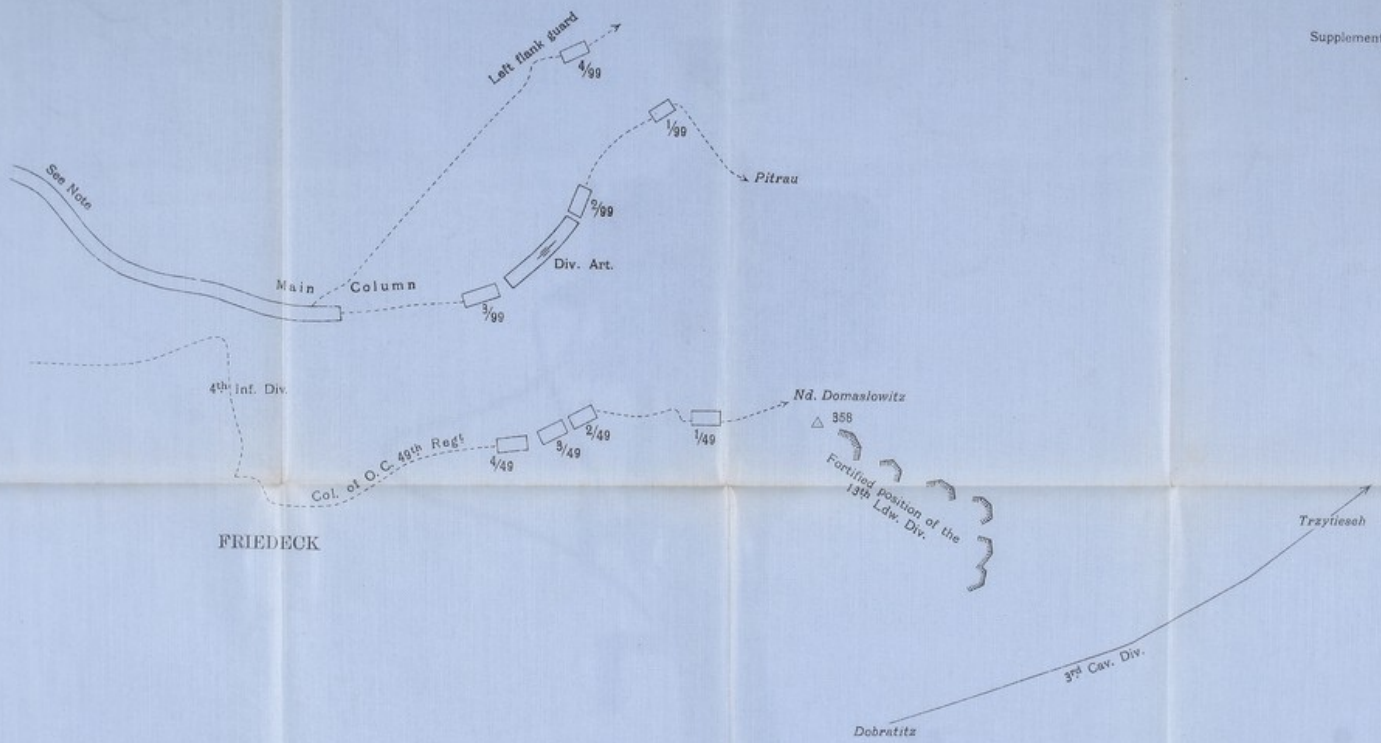 Supplement
Left flank guard
4/99
1/99
Pitrau
See Note
2/99
Div. Art.
Main Column
3/99
4th Inf. Div.
Nd. Domaslowitz
358
2/49
1/49
3/49
4/49
Col. of O.C. 49th Regt
Fortified position of the
13th Ldw. Div.
FRIEDECK
Trzytiesch
3rd Cav. Div.
Dobratitz